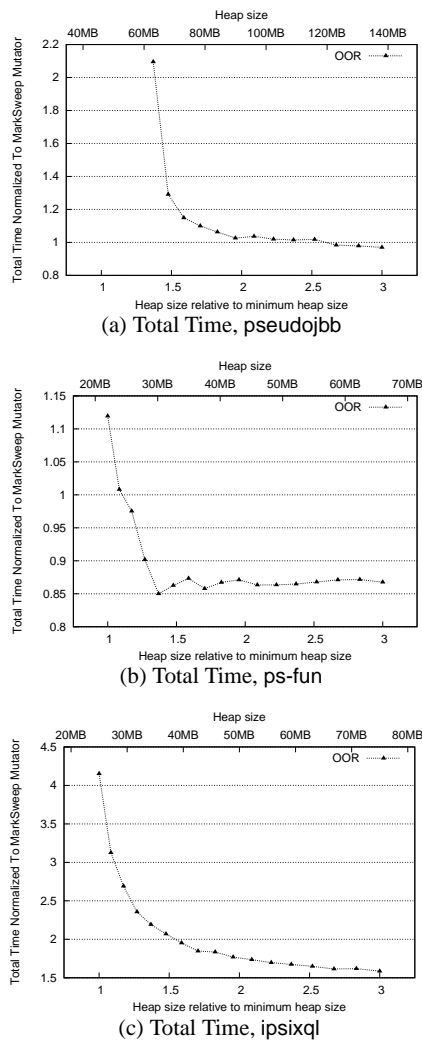 Heap size
40MB 60MB 80MB 100MB 120MB 140MB
2.2
OOR
2
1.8
1.6
1.4
1.2
1
0.8
Total Time Normalized To MarkSweep Mutator
1 1.5 2 2.5 3
Heap size relative to minimum heap size
(a) Total Time, pseudojbb
Heap size
20MB 30MB 40MB 50MB 60MB 70MB
1.15
OOR
1.1
1.05
1
0.95
0.9
0.85
0.8
Total Time Normalized To MarkSweep Mutator
1 1.5 2 2.5 3
Heap size relative to minimum heap size
(b) Total Time, ps-fun
Heap size
20MB 30MB 40MB 50MB 60MB 70MB 80MB
4.5
OOR
4
3.5
3
2.5
2
1.5
Total Time Normalized To MarkSweep Mutator
1 1.5 2 2.5 3
Heap size relative to minimum heap size
(c) Total Time, ipsixql